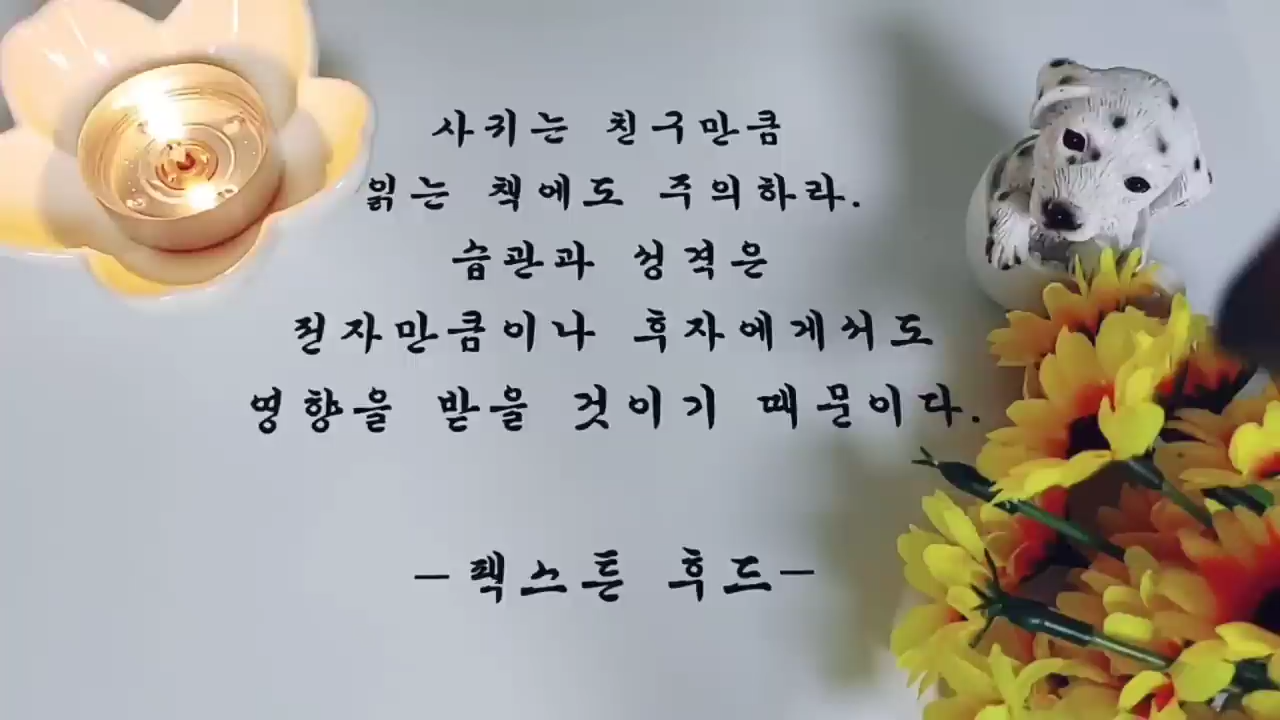 사귀는 친구만큼
읽는 책에도 주의하라.
습관과 성격은
전자만큼이나 후자에게서도
영향을 받을 것이기 때문이다.
-팩스튼 후드-